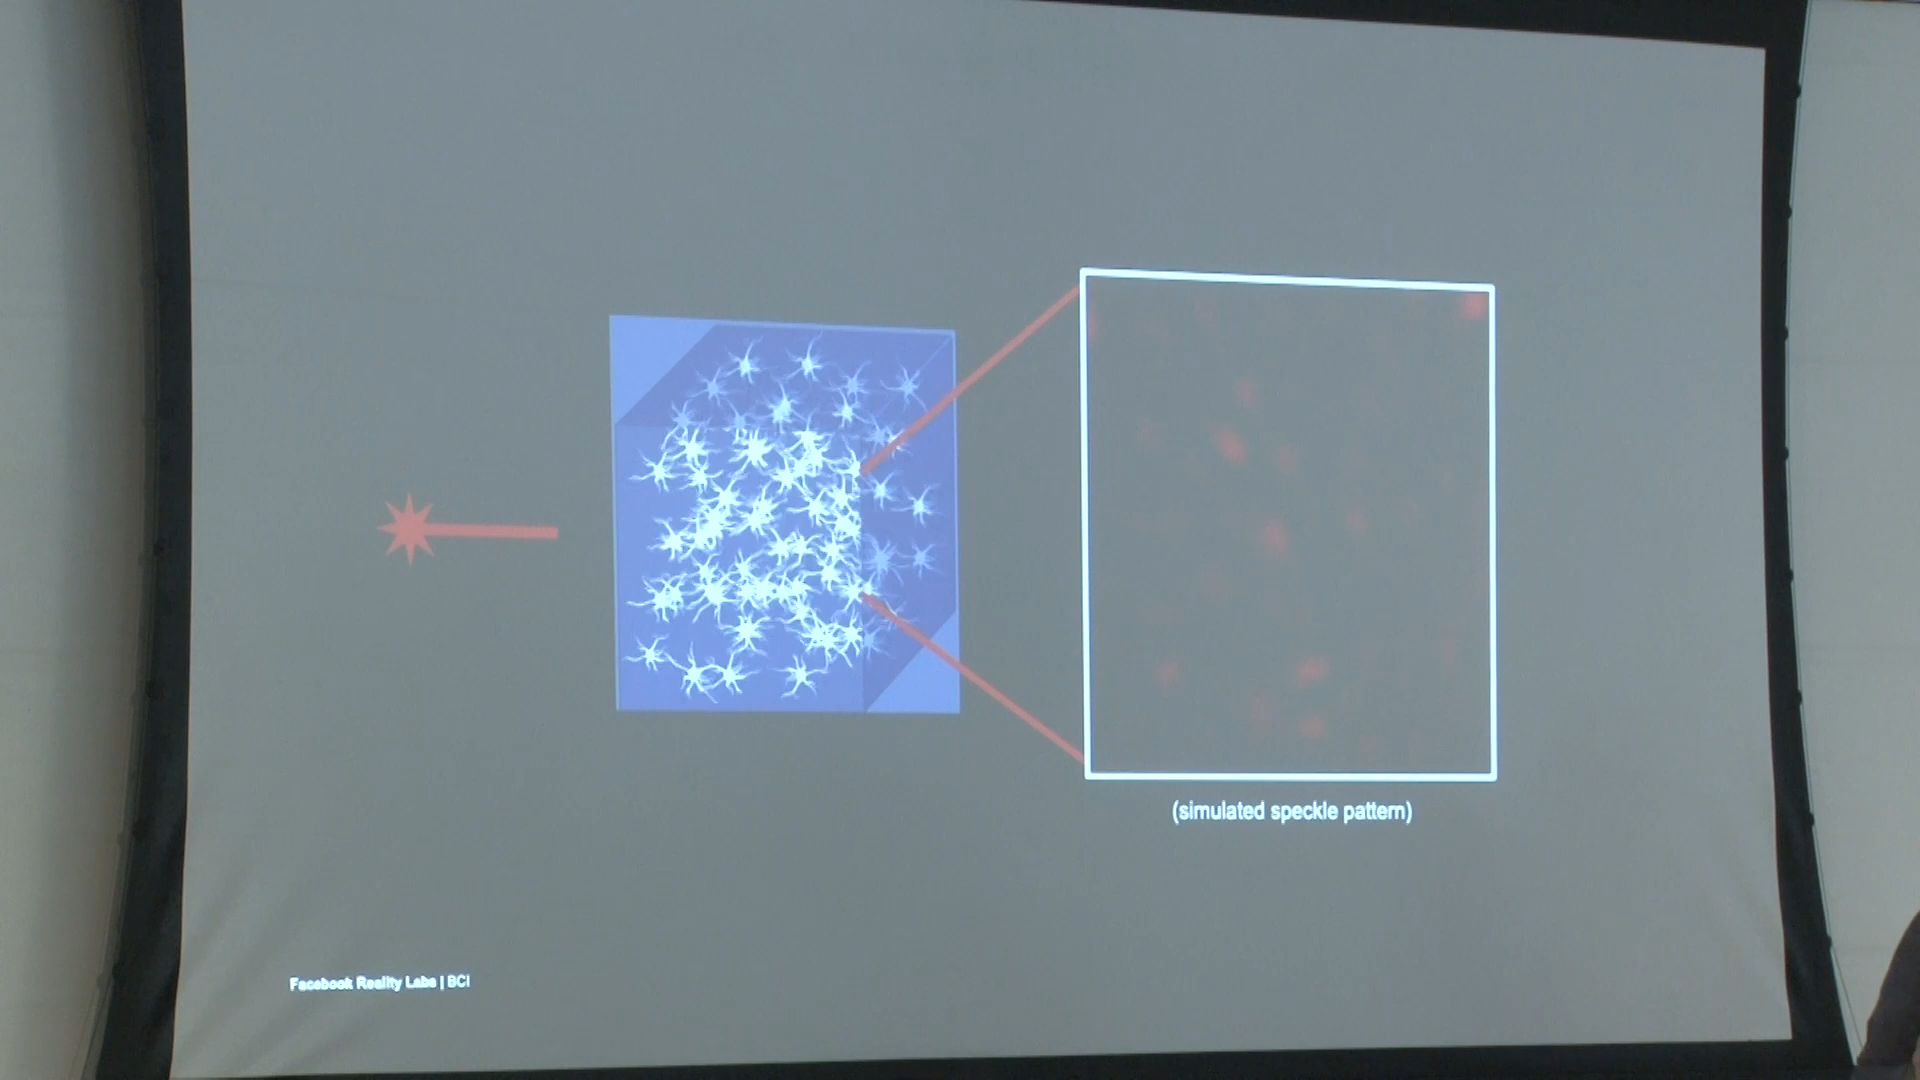 (simulated speckle pattern)
Facebook Reality Labs | BCI